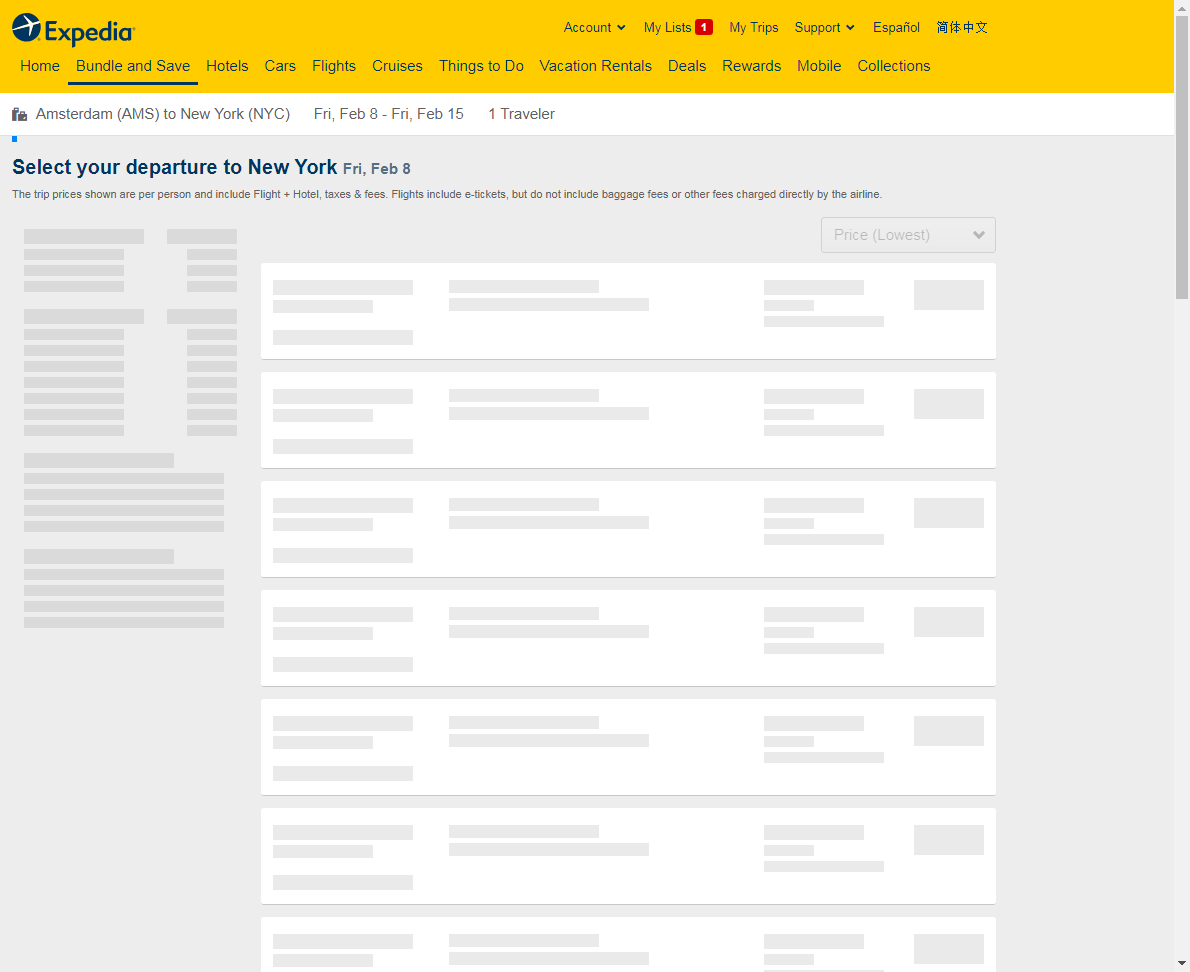 Expedia
Account
My Lists 1
My Trips
Support
Español
简体中文
Home
Bundle and Save
Hotels
Cars
Flights
Cruises
Things to Do
Vacation Rentals
Deals
Rewards
Mobile
Collections
Amsterdam (AMS) to New York (NYC)
Fri, Feb 8 - Fri, Feb 15
1 Traveler
Select your departure to New York Fri, Feb 8
The trip prices shown are per person and include Flight + Hotel, taxes & fees. Flights include e-tickets, but do not include baggage fees or other fees charged directly by the airline.
Price (Lowest)